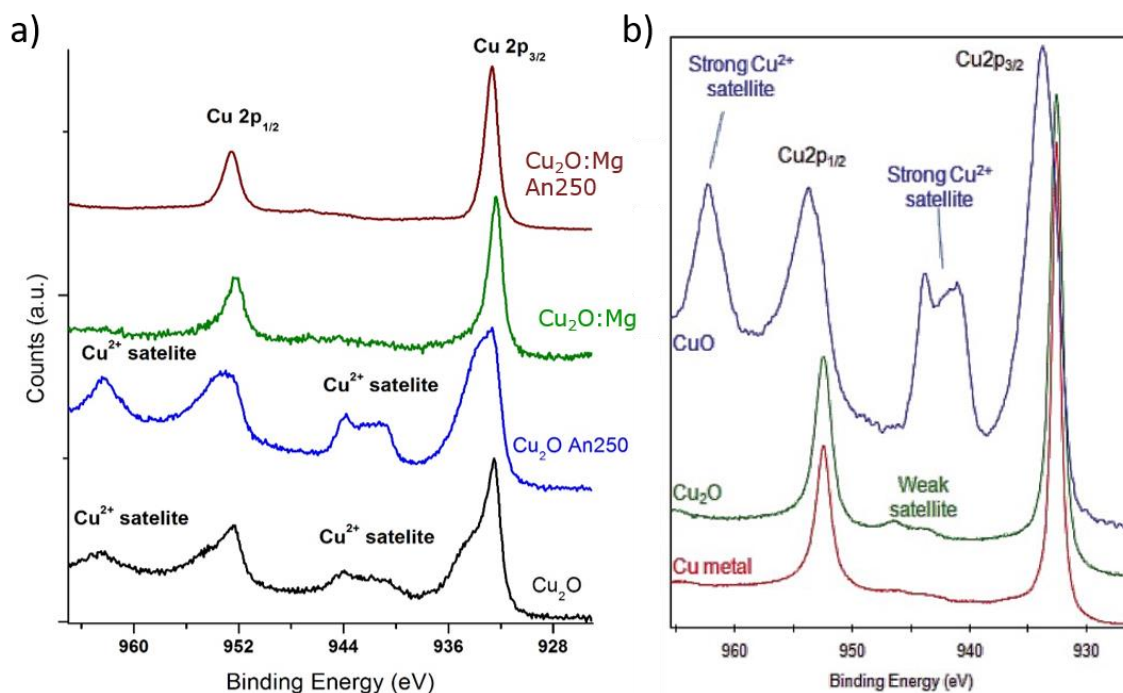 a)
Cu 2p3/2
Cu 2p1/2
Cu2O:Mg
An250
Cu2O:Mg
Cu²⁺ satelite
Cu²⁺ satelite
Cu2O An250
Cu²⁺ satelite
Cu²⁺ satelite
Cu2O
Counts (a.u.)
960 952 944 936 928
Binding Energy (eV)
b)
Strong Cu²⁺
satellite
Cu2p3/2
Cu2p1/2
Strong Cu²⁺
satellite
CuO
Cu2O
Weak
satellite
Cu metal
960 950 940 930
Binding Energy (eV)